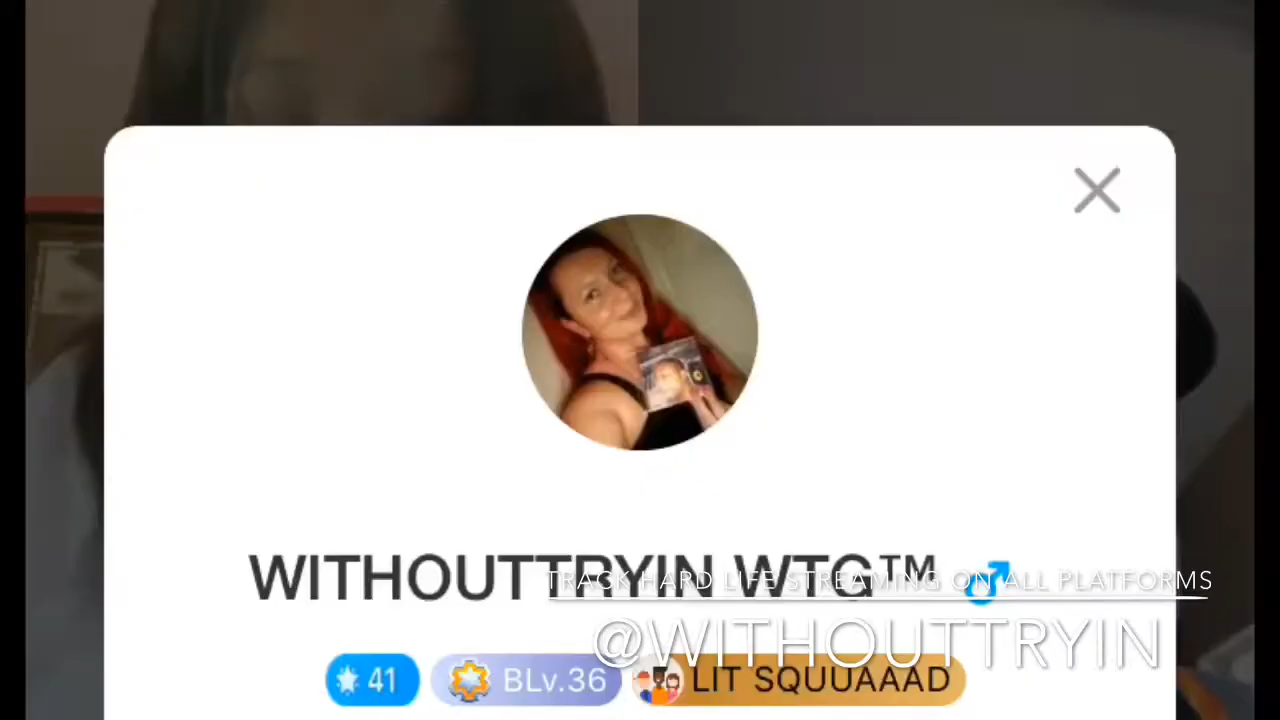 WITHOUTTRYIN WTG™
TRACK HARD LIFE STREAMING ON ALL PLATFORMS
@WITHOUTTRYIN
41
BLv.36
LIT SQUUAAAD